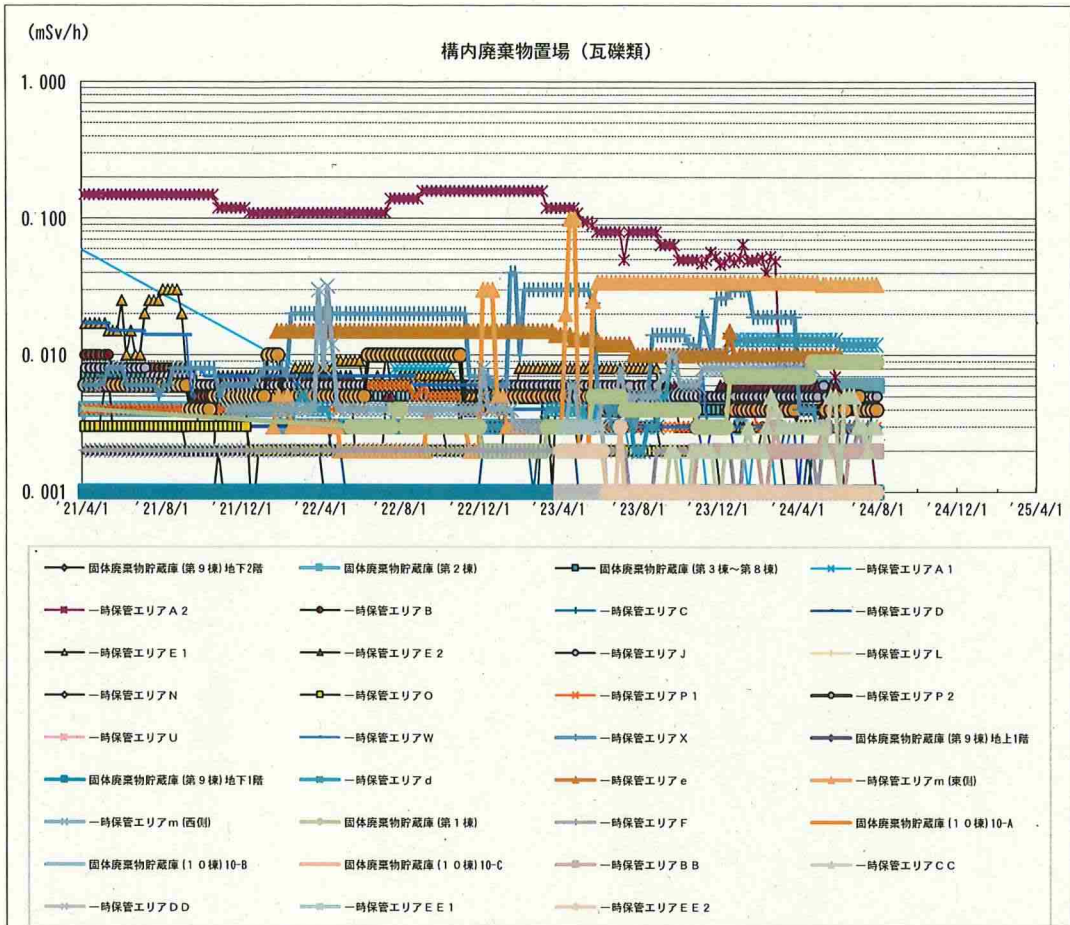 (mSv/h)
構内廃棄物置場（瓦礫類）
1.000
0.100
0.010
0.001
'21/4/1 '21/8/1 '21/12/1 '22/4/1 '22/8/1 '22/12/1 '23/4/1 '23/8/1 '23/12/1 '24/4/1 '24/8/1 '24/12/1 '25/4/1
固体廃棄物貯蔵庫(第９棟)地下2階 固体廃棄物貯蔵庫(第２棟) 固体廃棄物貯蔵庫(第３棟～第８棟) 一時保管エリアＡ１
一時保管エリアＡ２ 一時保管エリアＢ 一時保管エリアＣ 一時保管エリアＤ
一時保管エリアＥ１ 一時保管エリアＥ２ 一時保管エリアＪ 一時保管エリアＬ
一時保管エリアＮ 一時保管エリアＯ 一時保管エリアＰ１ 一時保管エリアＰ２
一時保管エリアＵ 一時保管エリアＷ 一時保管エリアＸ 固体廃棄物貯蔵庫(第９棟)地上1階
固体廃棄物貯蔵庫(第９棟)地下1階 一時保管エリアｄ 一時保管エリアｅ 一時保管エリアｍ(東側)
一時保管エリアｍ(西側) 固体廃棄物貯蔵庫(第１棟) 一時保管エリアＦ 固体廃棄物貯蔵庫(１０棟)10-A
固体廃棄物貯蔵庫(１０棟)10-B 固体廃棄物貯蔵庫(１０棟)10-C 一時保管エリアＢＢ 一時保管エリアＣＣ
一時保管エリアＤＤ 一時保管エリアＥＥ１ 一時保管エリアＥＥ２